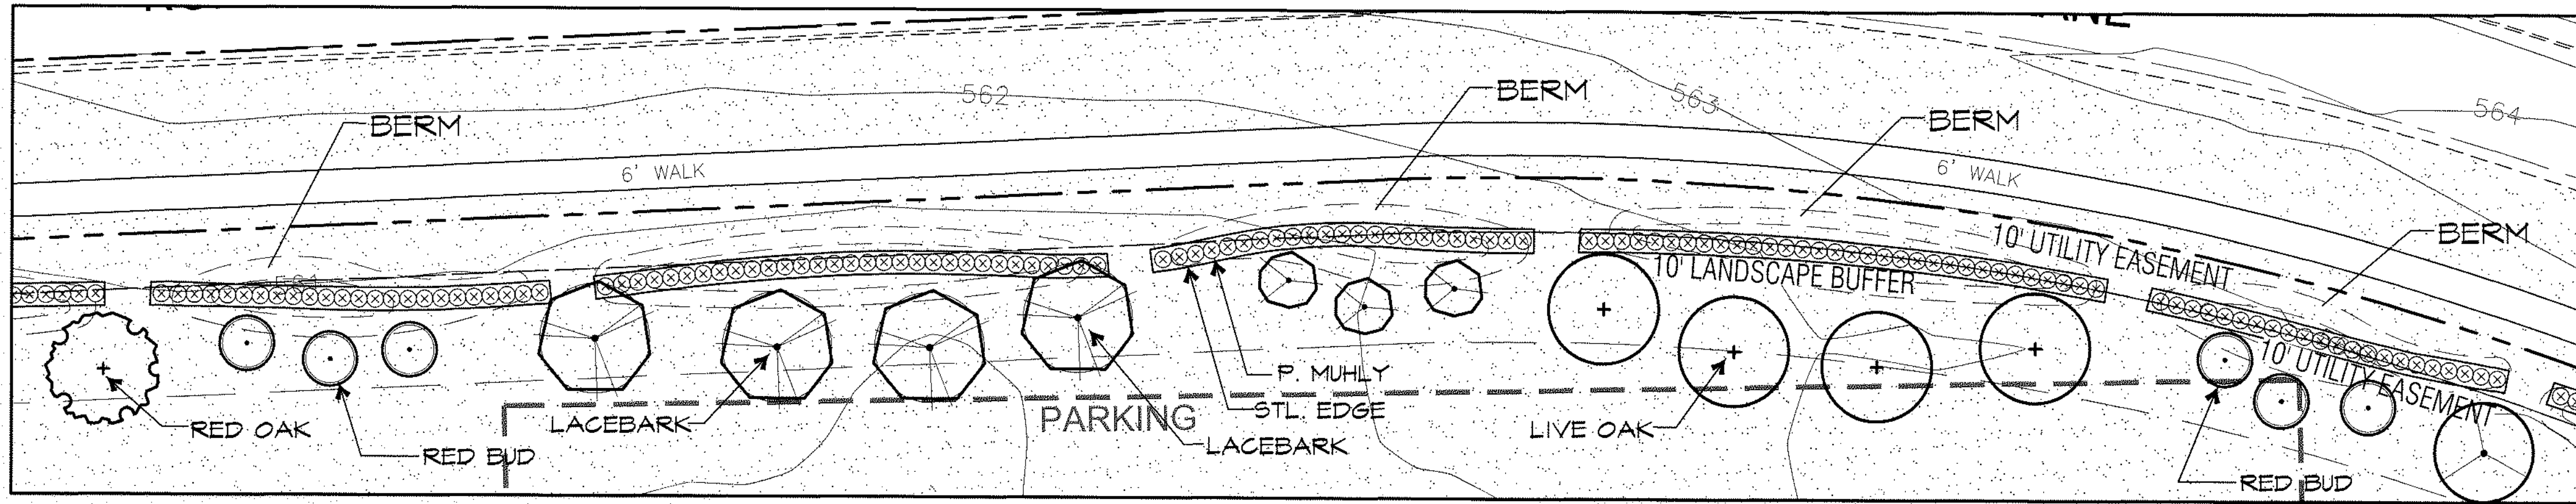 562
BERM
563
564
BERM
BERM
6' WALK
6' WALK
BERM
10' UTILITY EASEMENT
10' LANDSCAPE BUFFER
561
10' UTILITY EASEMENT
P. MUHLY
STL. EDGE
PARKING
RED OAK
LACEBARK
LIVE OAK
LACEBARK
RED BUD
RED BUD